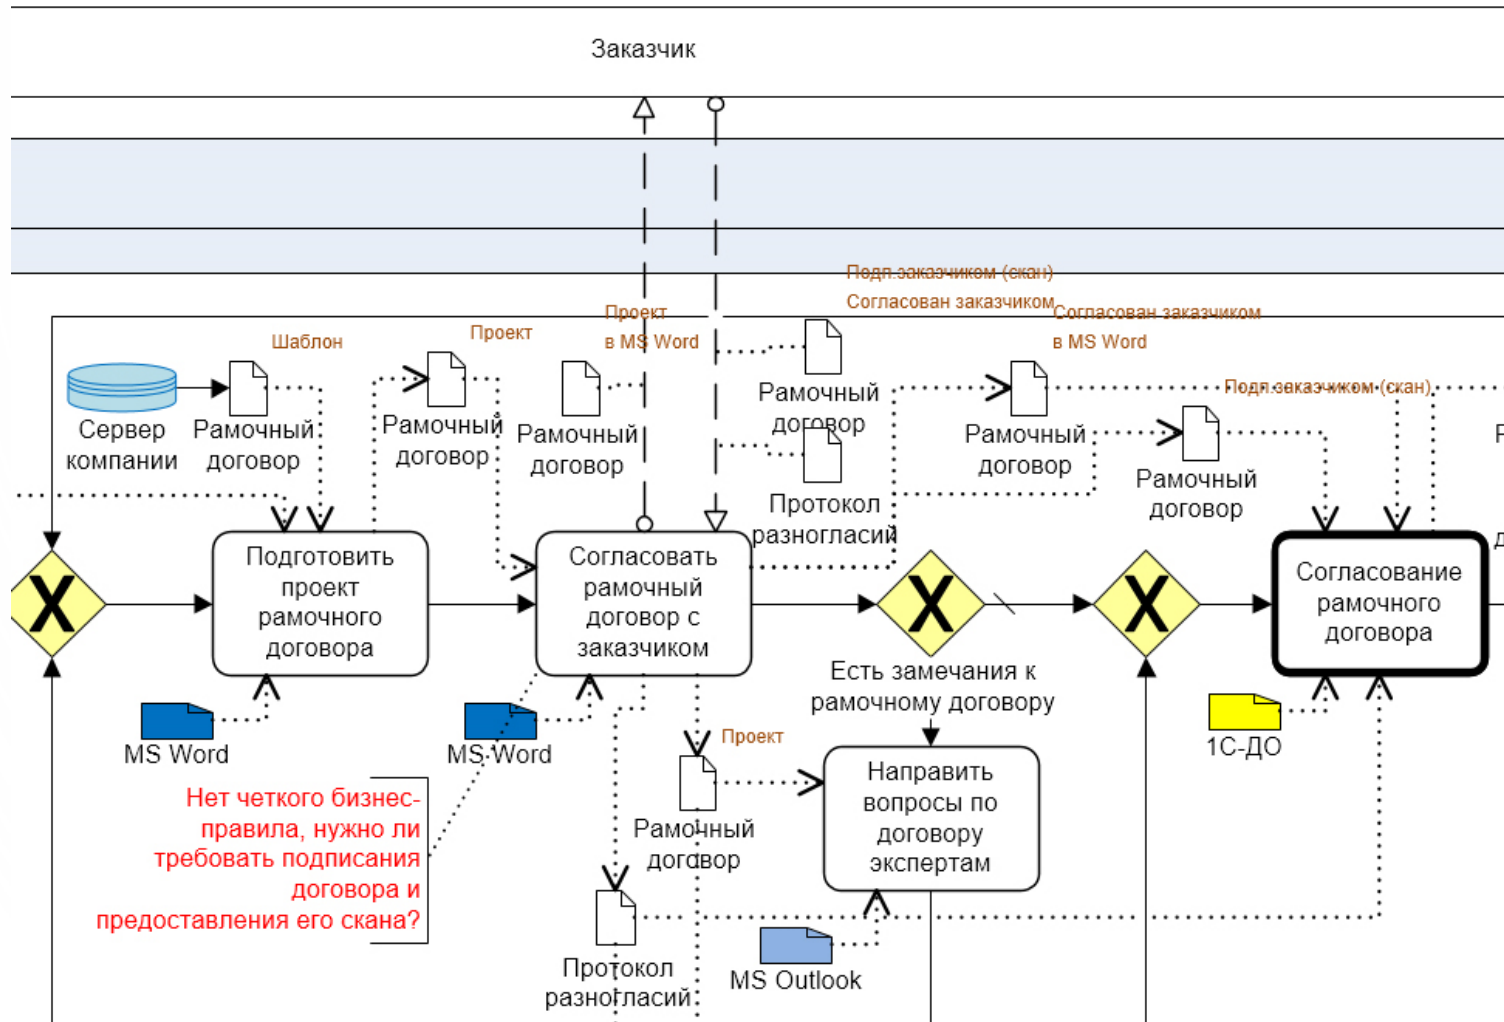 Заказчик
Подп.заказчиком (скан)
Согласован заказчиком
Проект
в MS Word
Согласован заказчиком
в MS Word
Шаблон
Проект
Подп.заказчиком (скан)
Сервер
компании
Рамочный
договор
Рамочный
договор
Рамочный
договор
Рамочный
договор
Протокол
разногласий
Рамочный
договор
Рамочный
договор
Подготовить
проект
рамочного
договора
Согласовать
рамочный
договор с
заказчиком
Согласование
рамочного
договора
X
X
X
Есть замечания к
рамочному договору
MS Word
MS Word
1С-ДО
Проект
Нет четкого бизнес-
правила, нужно ли
требовать подписания
договора и
предоставления его скана?
Рамочный
договор
Направить
вопросы по
договору
экспертам
Протокол
разногласий
MS Outlook